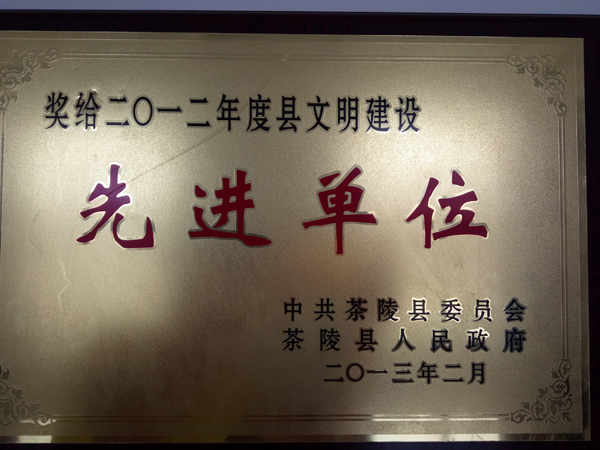 奖给二〇一二年度县文明建设
先进单位
中共茶陵县委员会
茶陵县人民政府
二〇一三年二月